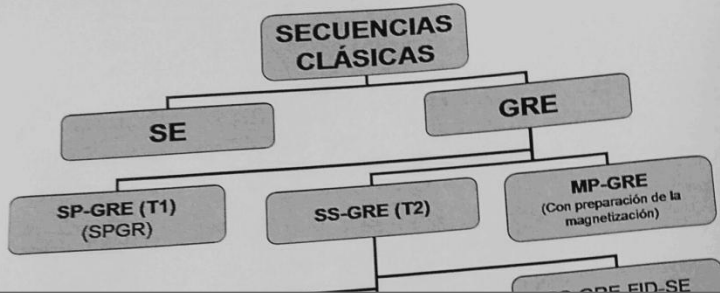 SECUENCIAS
CLÁSICAS
SE
GRE
SP-GRE (T1)
(SPGR)
SS-GRE (T2)
MP-GRE
(Con preparación de la
magnetización)